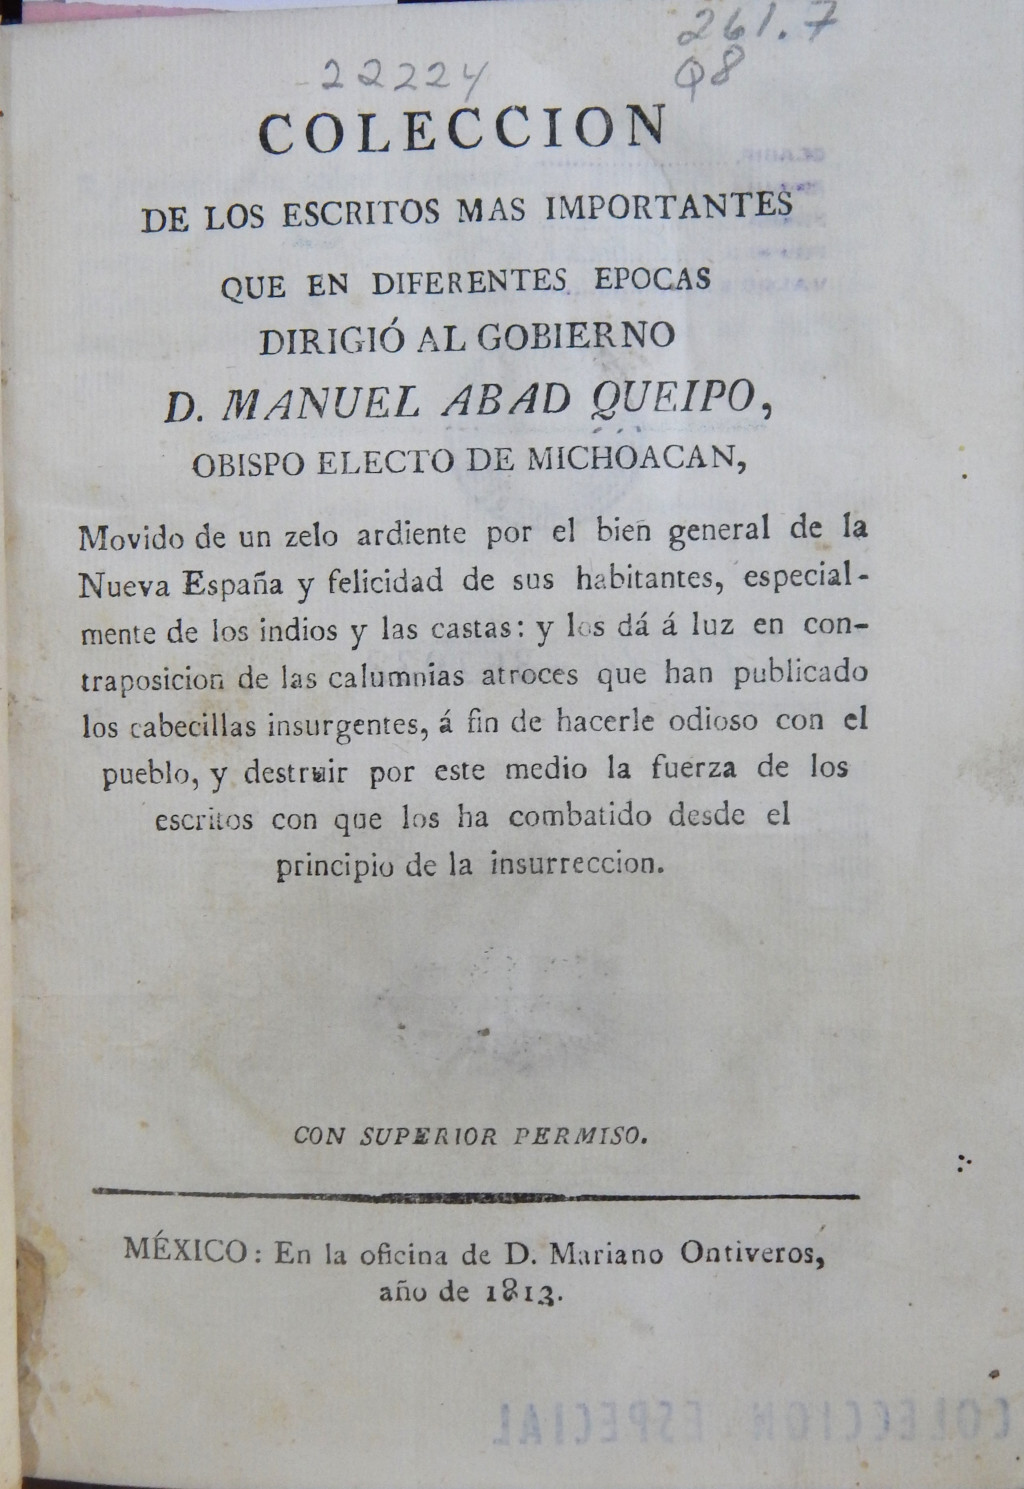 261.7
22224
Q8
COLECCION
DE LOS ESCRITOS MAS IMPORTANTES
QUE EN DIFERENTES EPOCAS
DIRIGIÓ AL GOBIERNO
D. MANUEL ABAD QUEIPO,
OBISPO ELECTO DE MICHOACAN,
Movido de un zelo ardiente por el bien general de la
Nueva España y felicidad de sus habitantes, especial-
mente de los indios y las castas: y los dá á luz en con-
traposicion de las calumnias atroces que han publicado
los cabecillas insurgentes, á fin de hacerle odioso con el
pueblo, y destruir por este medio la fuerza de los
escritos con que los ha combatido desde el
principio de la insurreccion.
CON SUPERIOR PERMISO.
MÉXICO: En la oficina de D. Mariano Ontiveros,
año de 1813.
COLECCION ESPECIAL